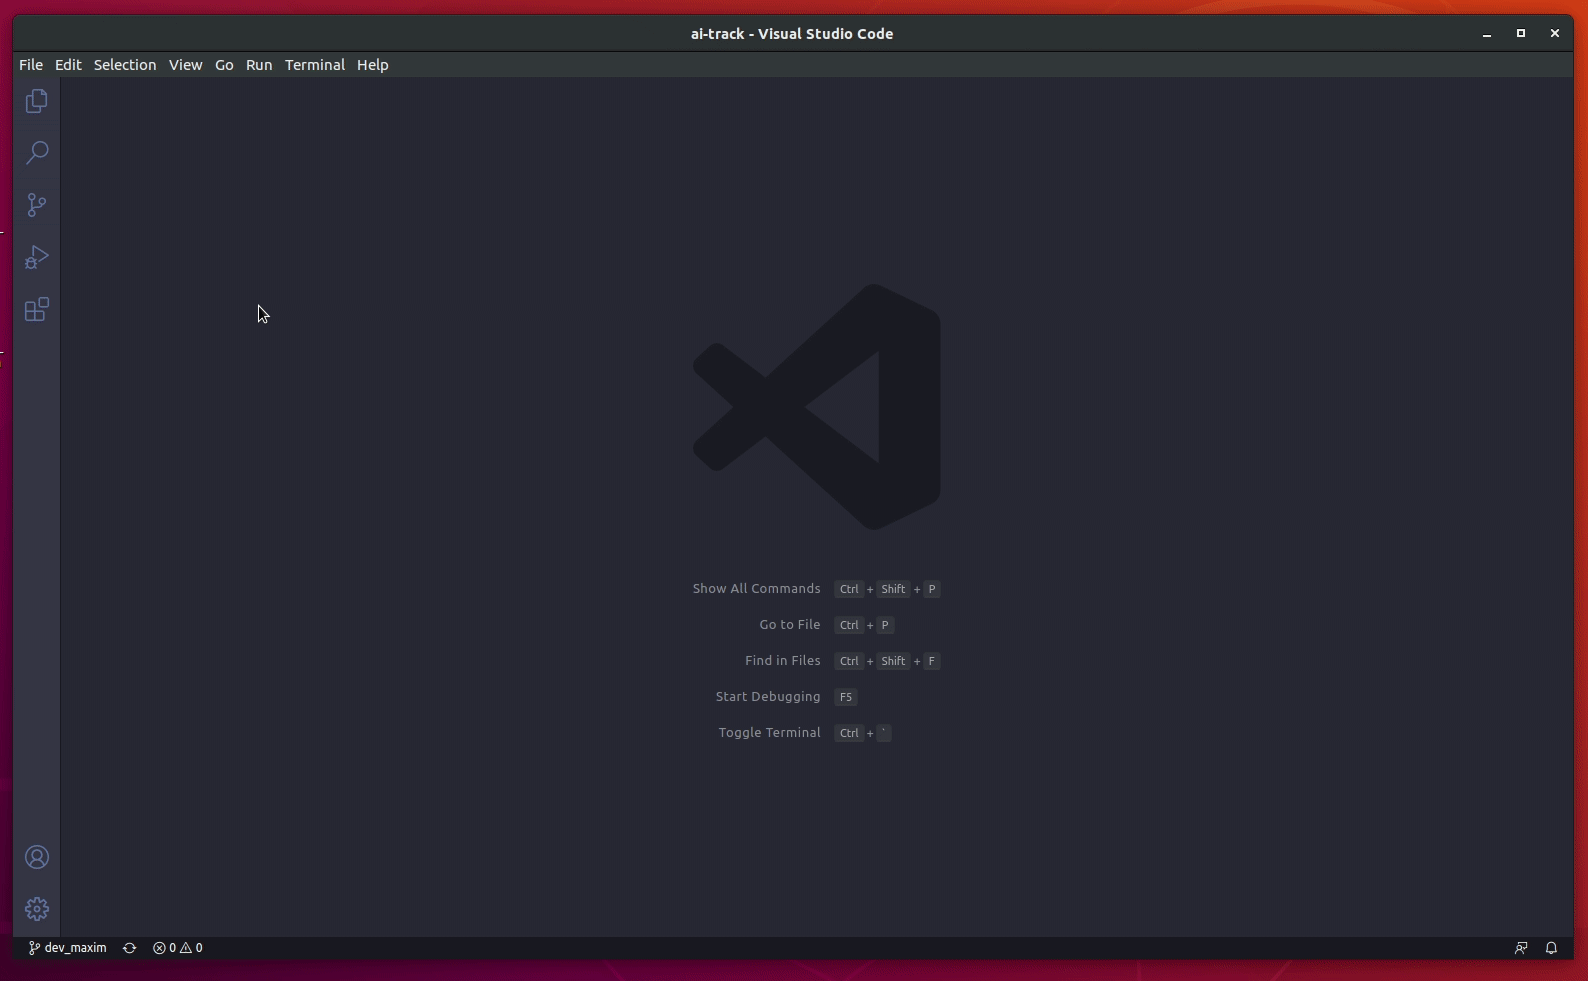 ai-track - Visual Studio Code
File Edit Selection View Go Run Terminal Help
Show All Commands Ctrl + Shift + P
Go to File Ctrl + P
Find in Files Ctrl + Shift + F
Start Debugging F5
Toggle Terminal Ctrl + `
dev_maxim 0 0